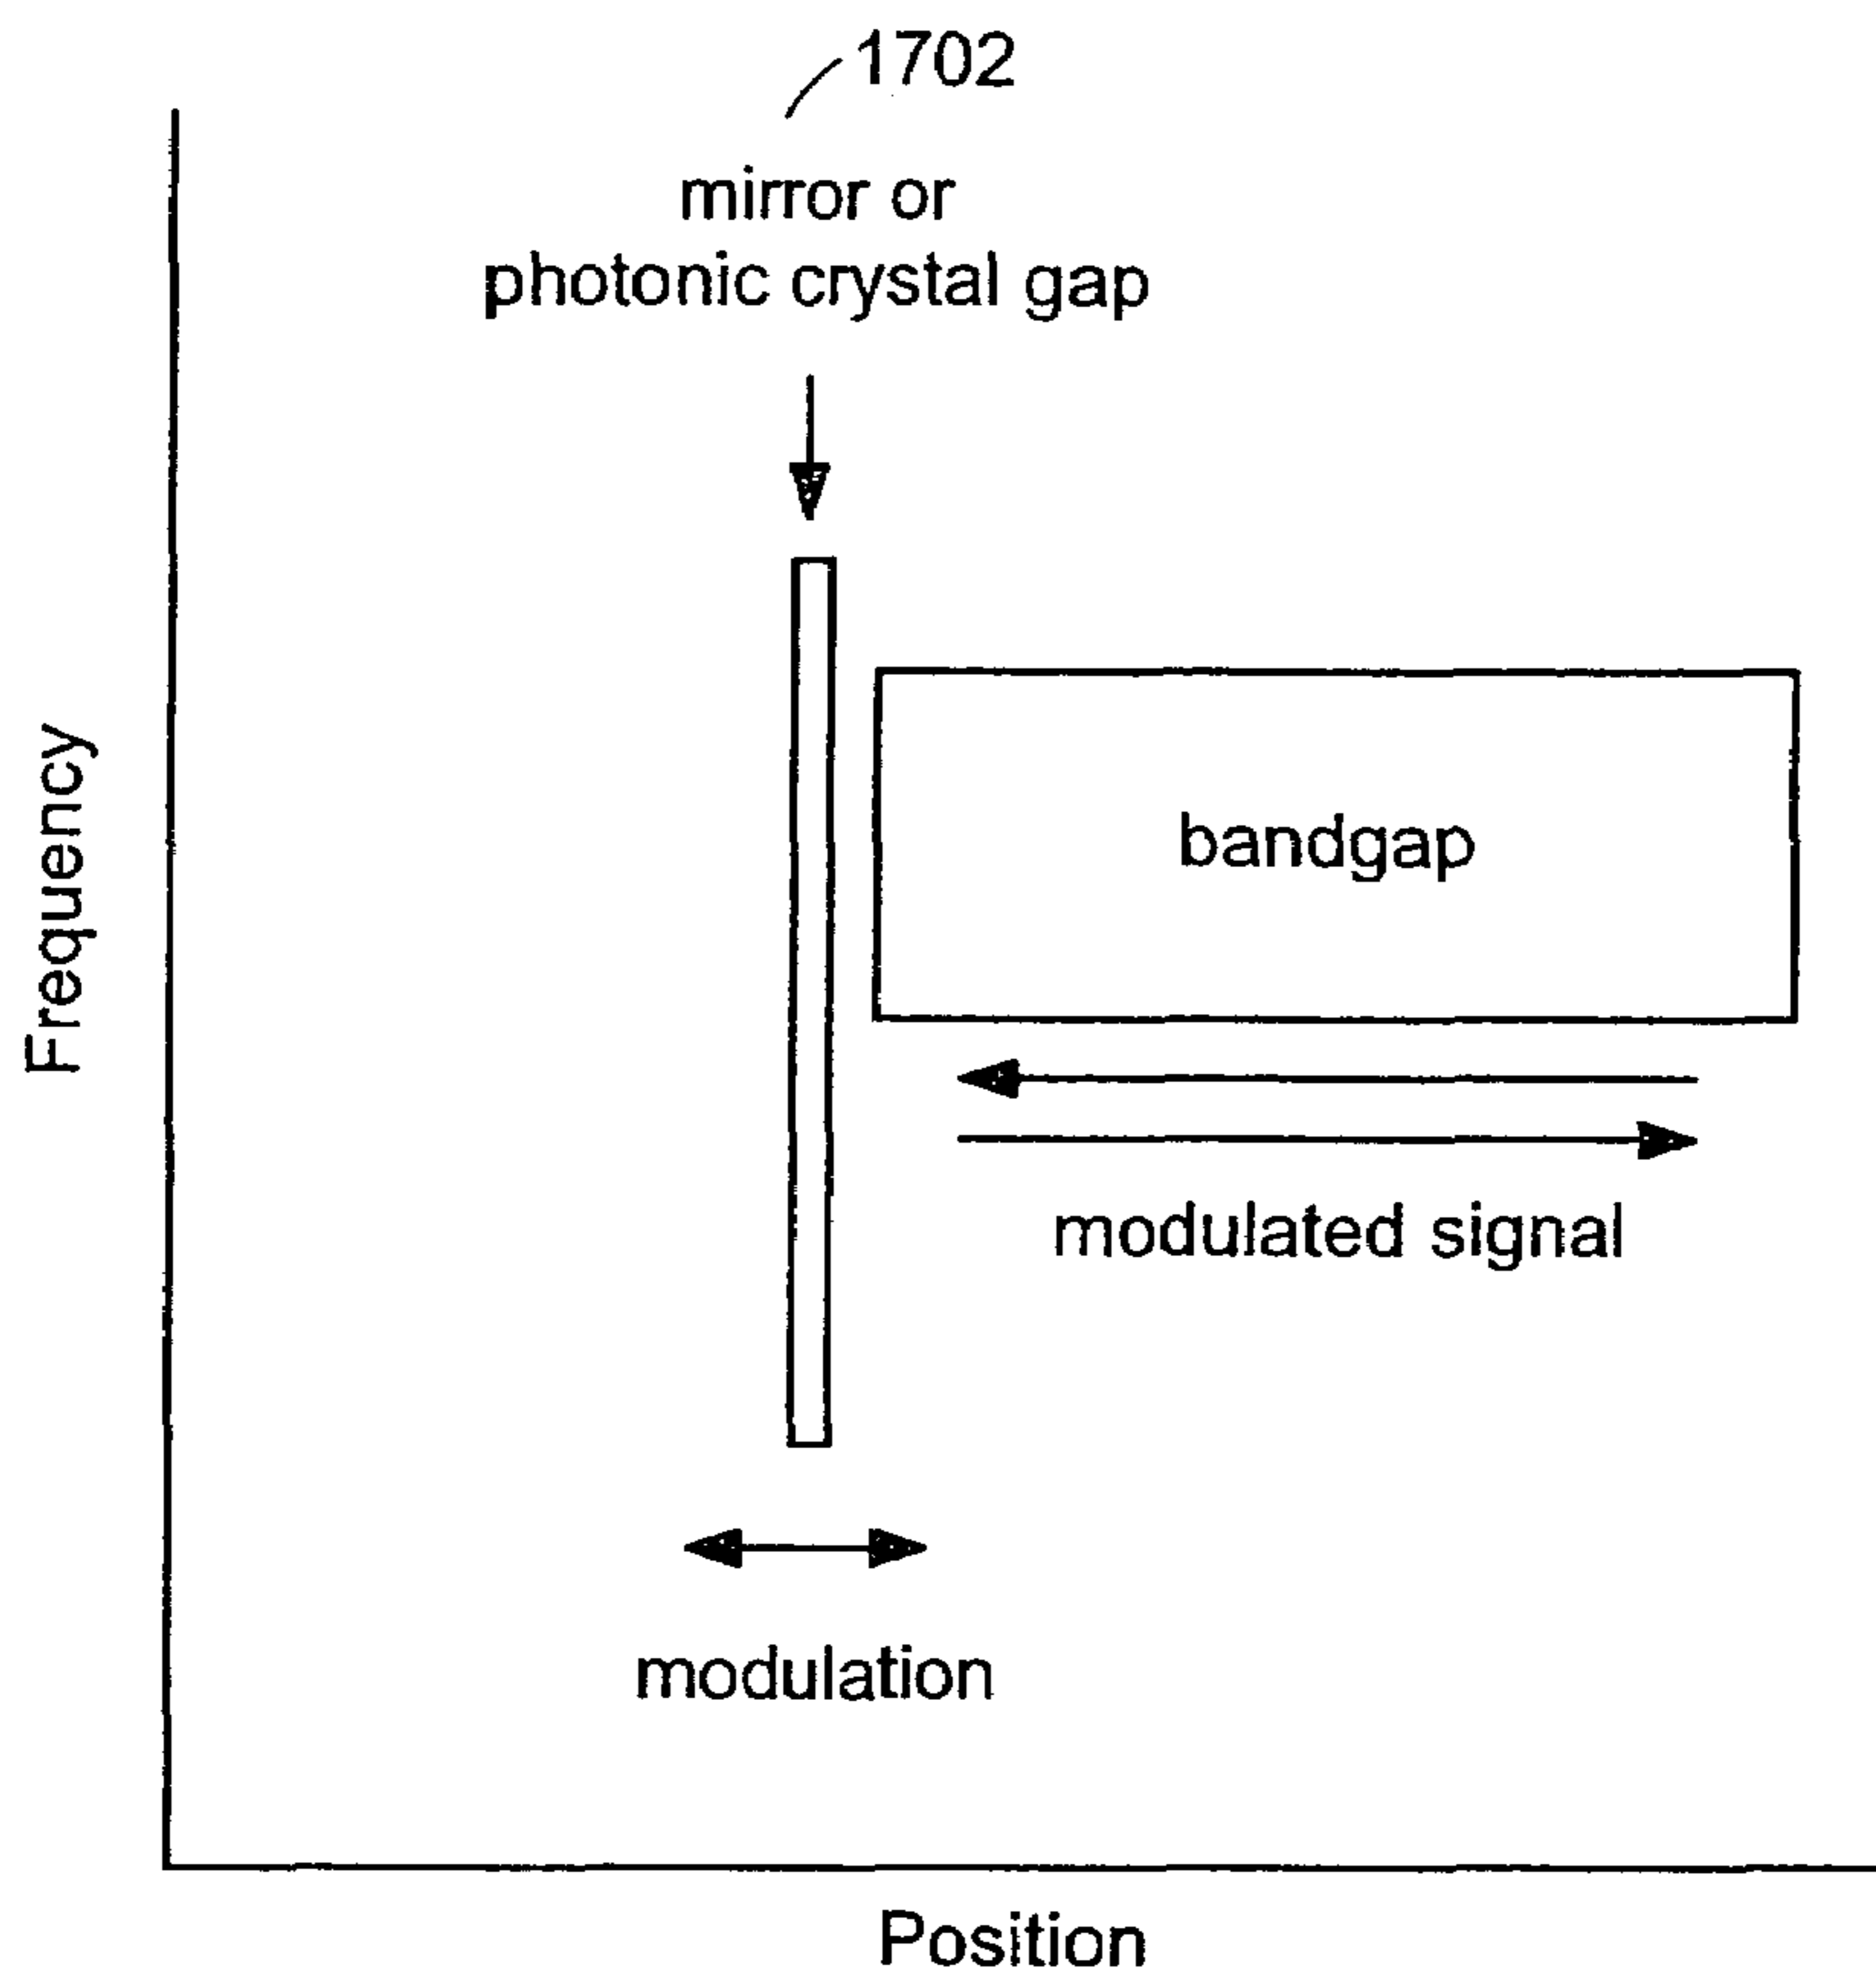 1702
mirror or
photonic crystal gap
Frequency
bandgap
modulated signal
modulation
Position